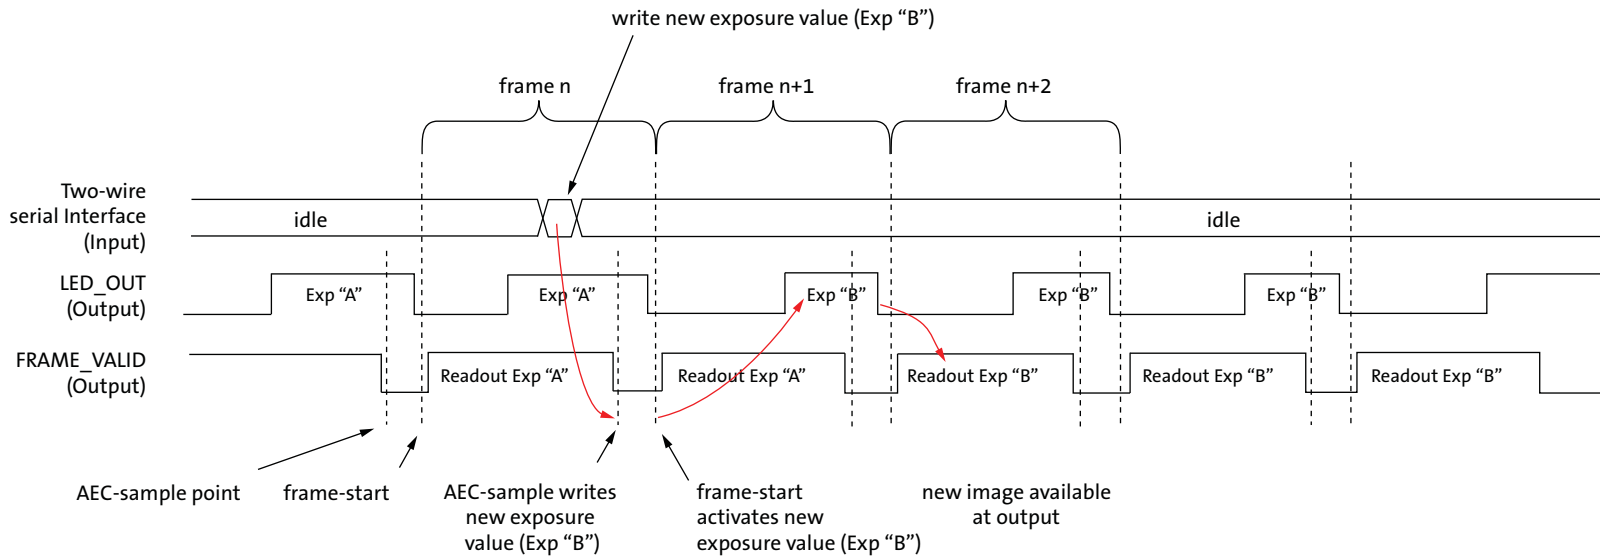 write new exposure value (Exp “B”)
frame n
frame n+1
frame n+2
Two-wire
serial Interface
(Input)
idle
idle
LED_OUT
(Output)
Exp “A”
Exp “A”
Exp “B”
Exp “B”
Exp “B”
FRAME_VALID
(Output)
Readout Exp “A”
Readout Exp “A”
Readout Exp “B”
Readout Exp “B”
Readout Exp “B”
AEC-sample point
frame-start
AEC-sample writes
new exposure
value (Exp “B”)
frame-start
activates new
exposure value (Exp “B”)
new image available
at output